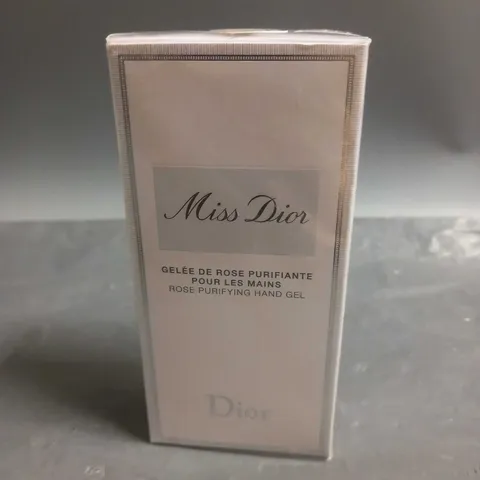 Miss Dior
GELÉE DE ROSE PURIFIANTE
POUR LES MAINS
ROSE PURIFYING HAND GEL
Dior